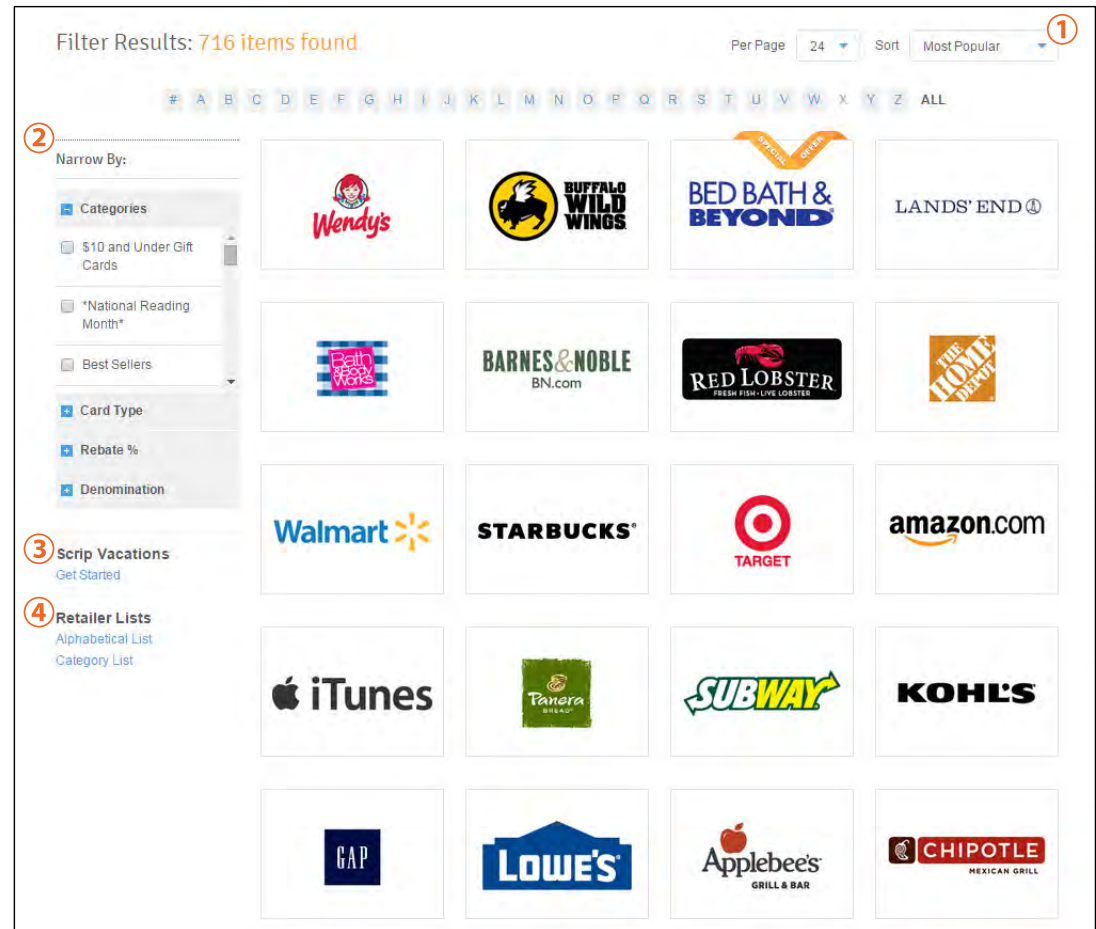 Filter Results: 716 items found
Per Page 24 Sort Most Popular
①
# A B C D E F G H I J K L M N O P Q R S T U V W X Y Z ALL
②
Narrow By:
Categories
$10 and Under Gift
Cards
*National Reading
Month*
Best Sellers
Card Type
Rebate %
Denomination
③
Scrip Vacations
Get Started
④
Retailer Lists
Alphabetical List
Category List
Wendy's
BUFFALO
WILD
WINGS
SPECIAL OFFER
BED BATH &
BEYOND
LANDS' END
Bath
&Body
Works
BARNES&NOBLE
BN.com
RED LOBSTER
FRESH FISH•LIVE LOBSTER
THE
HOME
DEPOT
Walmart
STARBUCKS®
TARGET
amazon.com
iTunes
Panera
BREAD®
SUBWAY
KOHL'S
GAP
LOWE'S
Applebee's
GRILL & BAR
CHIPOTLE
MEXICAN GRILL